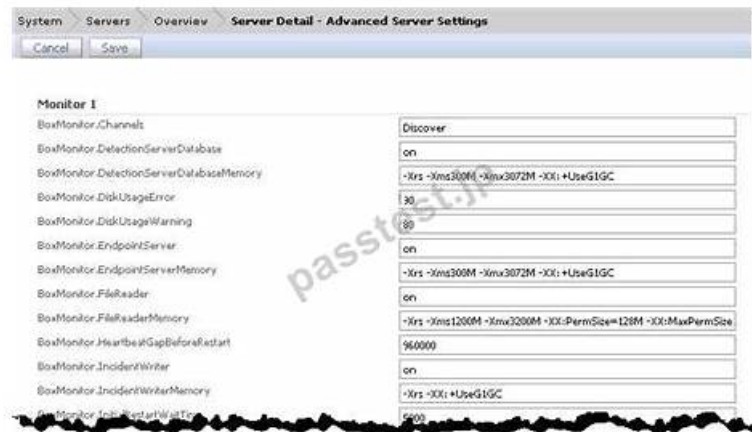 System Servers Overview Server Detail - Advanced Server Settings
Cancel Save
Monitor 1
BoxMonitor.Channels Discover
BoxMonitor.DetectionServerDatabase on
BoxMonitor.DetectionServerDatabaseMemory -Xrs -Xms300M -Xmx3072M -XX:+UseG1GC
BoxMonitor.DiskUsageError 90
BoxMonitor.DiskUsageWarning 80
BoxMonitor.EndpointServer on
BoxMonitor.EndpointServerMemory -Xrs -Xms300M -Xmx3072M -XX:+UseG1GC
BoxMonitor.FileReader on
BoxMonitor.FileReaderMemory -Xrs -Xms1200M -Xmx3200M -XX:PermSize=128M -XX:MaxPermSize
BoxMonitor.HeartbeatGapBeforeRestart 960000
BoxMonitor.IncidentWriter on
BoxMonitor.IncidentWriterMemory -Xrs -XX:+UseG1GC
5000
passtest.jp